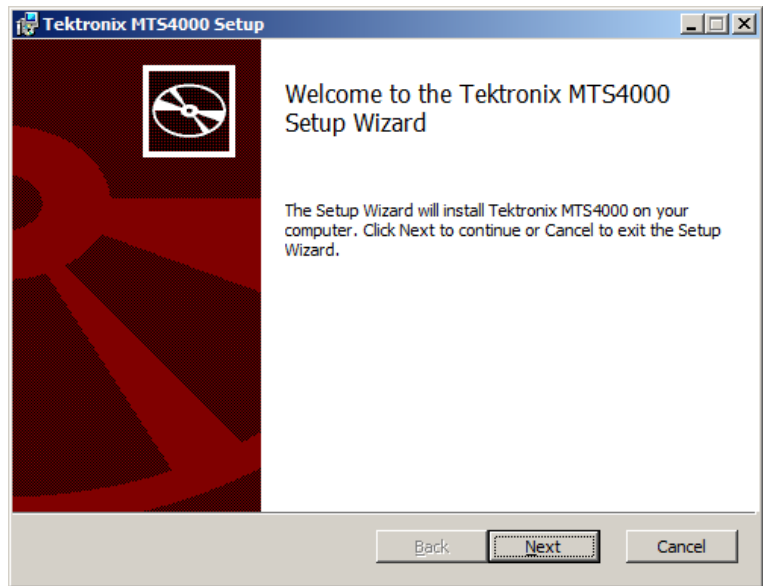 Tektronix MTS4000 Setup
Welcome to the Tektronix MTS4000
Setup Wizard
The Setup Wizard will install Tektronix MTS4000 on your
computer. Click Next to continue or Cancel to exit the Setup
Wizard.
Back
Next
Cancel